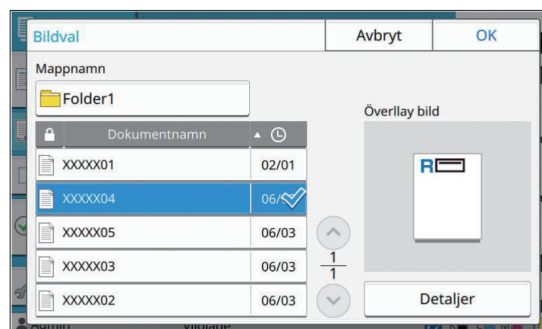 Bildval
Avbryt
OK
Mappnamn
Folder1
Överllay bild
Dokumentnamn
XXXXX01 02/01
XXXXX04 06/
XXXXX05 06/03
XXXXX03 06/03
XXXXX02 06/03
R
1
1
Detaljer
Admin